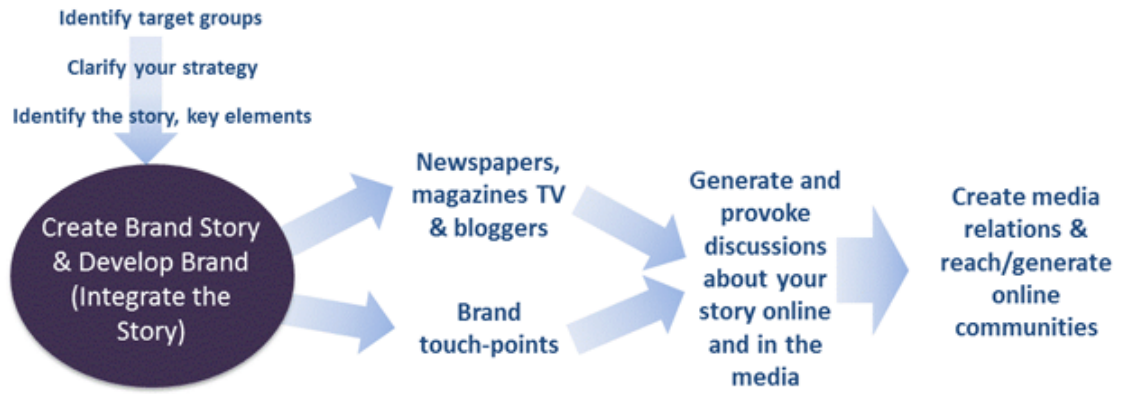 Identify target groups
Clarify your strategy
Identify the story, key elements
Create Brand Story
& Develop Brand
(Integrate the
Story)
Newspapers,
magazines TV
& bloggers
Brand
touch-points
Generate and
provoke
discussions
about your
story online
and in the
media
Create media
relations &
reach/generate
online
communities